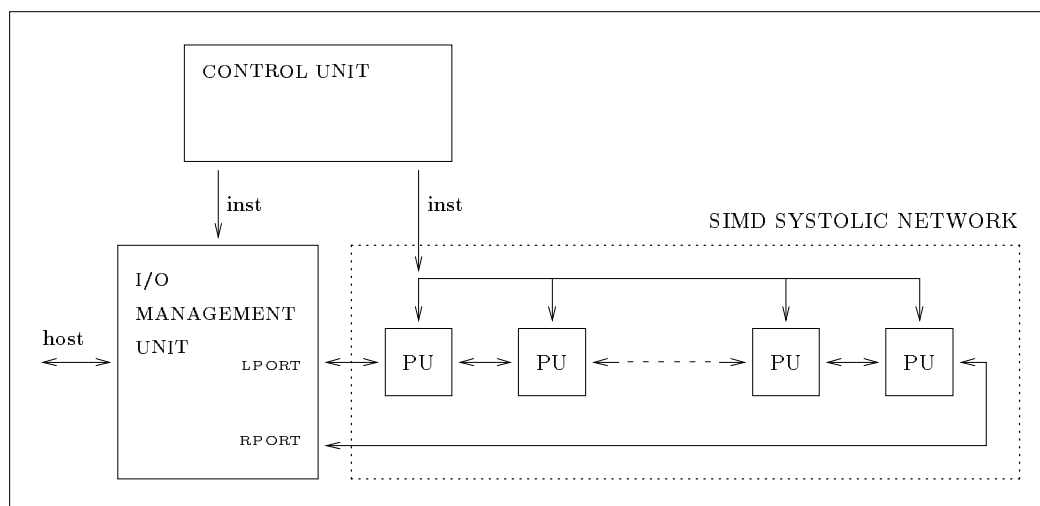 CONTROL UNIT
inst
inst
SIMD SYSTOLIC NETWORK
I/O
MANAGEMENT
UNIT
host
LPORT
PU
PU
PU
PU
RPORT